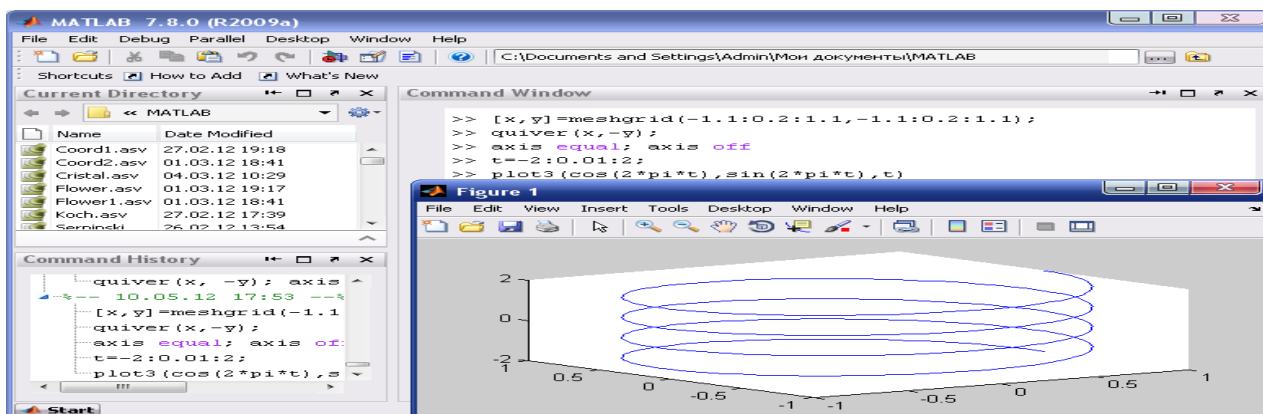 MATLAB 7.8.0 (R2009a)
File Edit Debug Parallel Desktop Window Help
C:\Documents and Settings\Admin\Мои документы\MATLAB
Shortcuts How to Add What's New
Current Directory
« MATLAB
Name Date Modified
Coord1.asv 27.02.12 19:18
Coord2.asv 01.03.12 18:41
Cristal.asv 04.03.12 10:29
Flower.asv 01.03.12 19:17
Flower1.asv 01.03.12 18:41
Koch.asv 27.02.12 17:39
Serpinski 26.02.12 13:54
Command History
quiver(x, -y); axis
%-- 10.05.12 17:53 --%
[x,y]=meshgrid(-1.1
quiver(x,-y);
axis equal; axis of
t=-2:0.01:2;
plot3(cos(2*pi*t),s
Start
Command Window
>> [x,y]=meshgrid(-1.1:0.2:1.1,-1.1:0.2:1.1);
>> quiver(x,-y);
>> axis equal; axis off
>> t=-2:0.01:2;
>> plot3(cos(2*pi*t),sin(2*pi*t),t)
Figure 1
File Edit View Insert Tools Desktop Window Help
2
0
-2
1
0.5
0
-0.5
-1
-1
-0.5
0
0.5
1